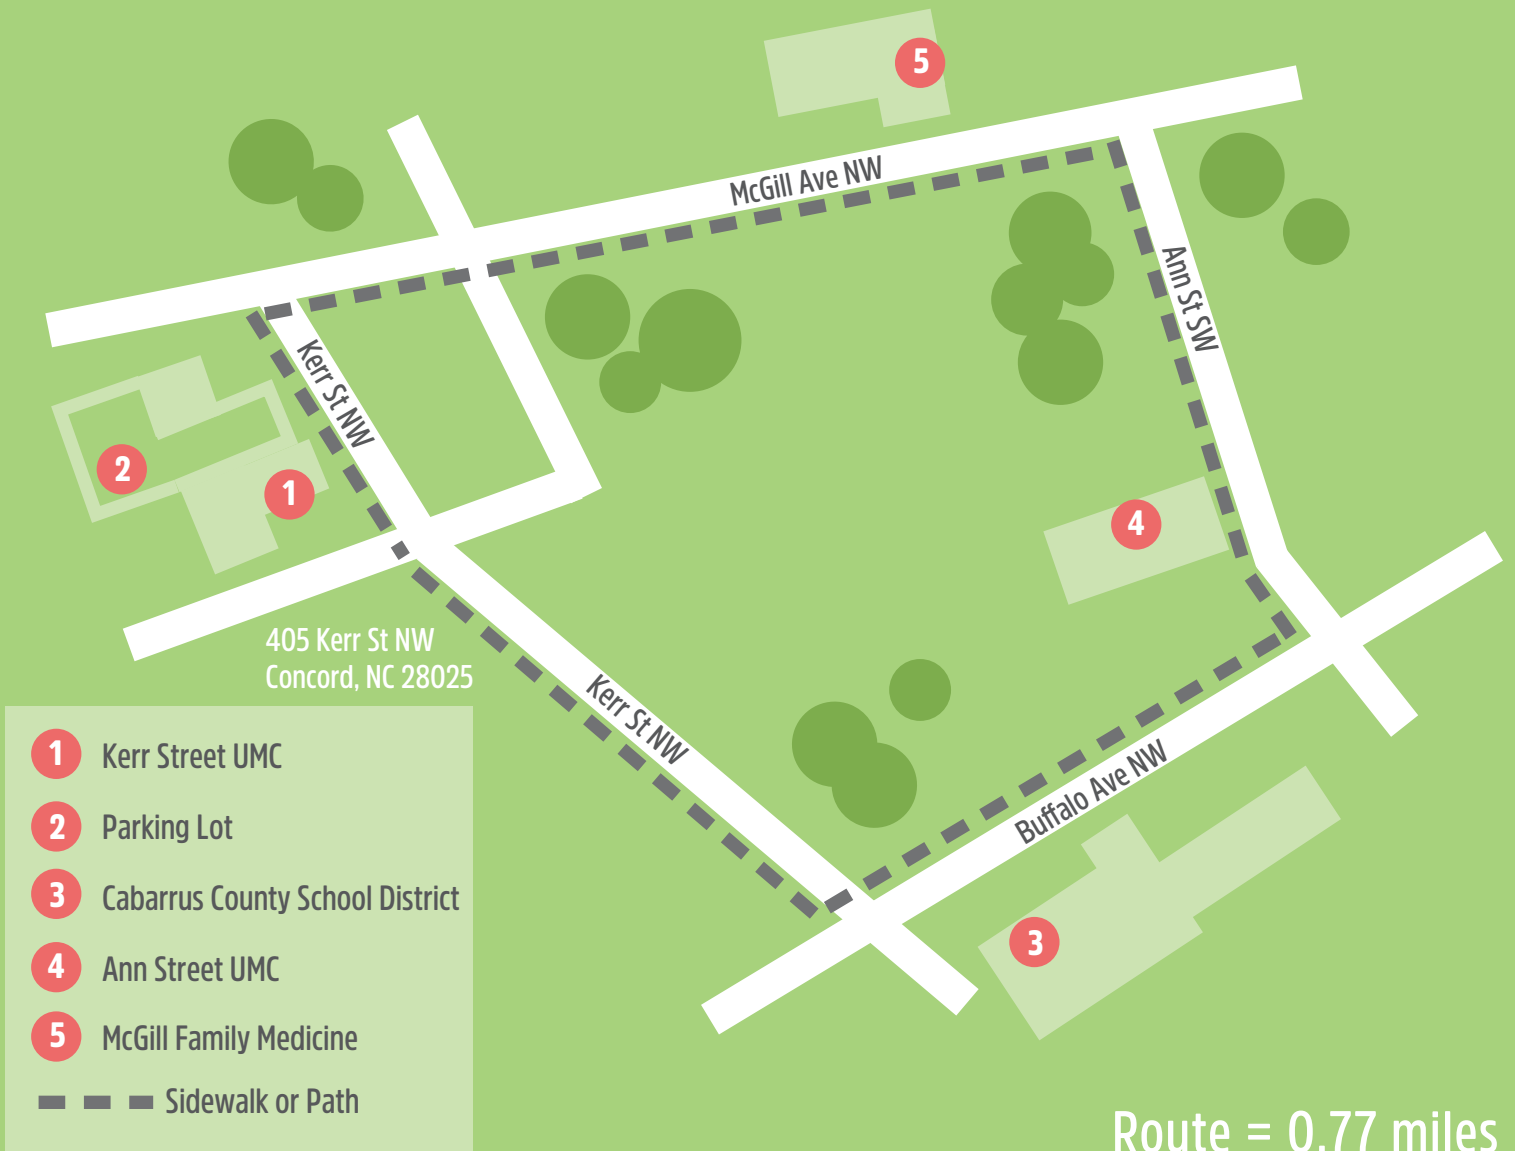 5
McGill Ave NW
Ann St SW
Kerr St NW
2
1
4
405 Kerr St NW
Concord, NC 28025
Kerr St NW
Buffalo Ave NW
3
1 Kerr Street UMC
2 Parking Lot
3 Cabarrus County School District
4 Ann Street UMC
5 McGill Family Medicine
Sidewalk or Path
Route = 0.77 miles